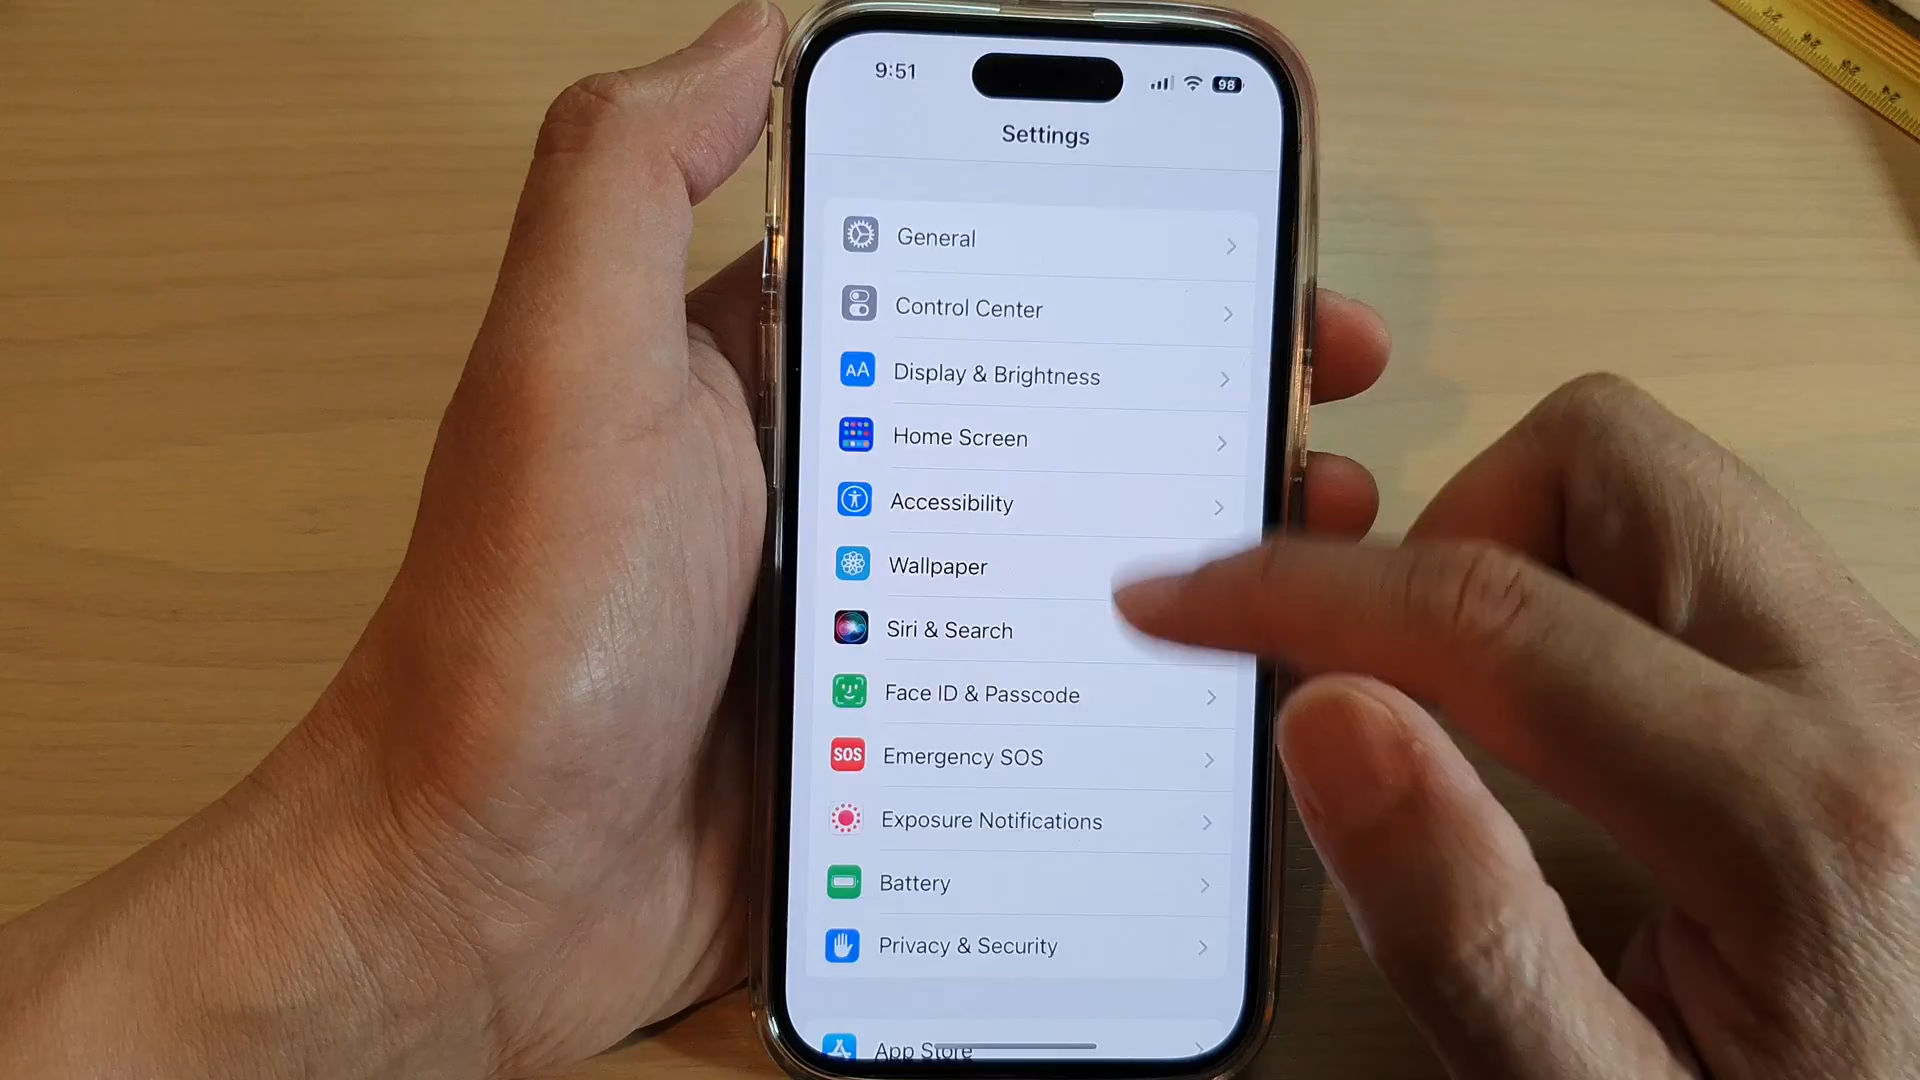 9:51
98
Settings
General
Control Center
AA
Display & Brightness
Home Screen
Accessibility
Wallpaper
Siri & Search
Face ID & Passcode
SOS
Emergency SOS
Exposure Notifications
Battery
Privacy & Security
App Store